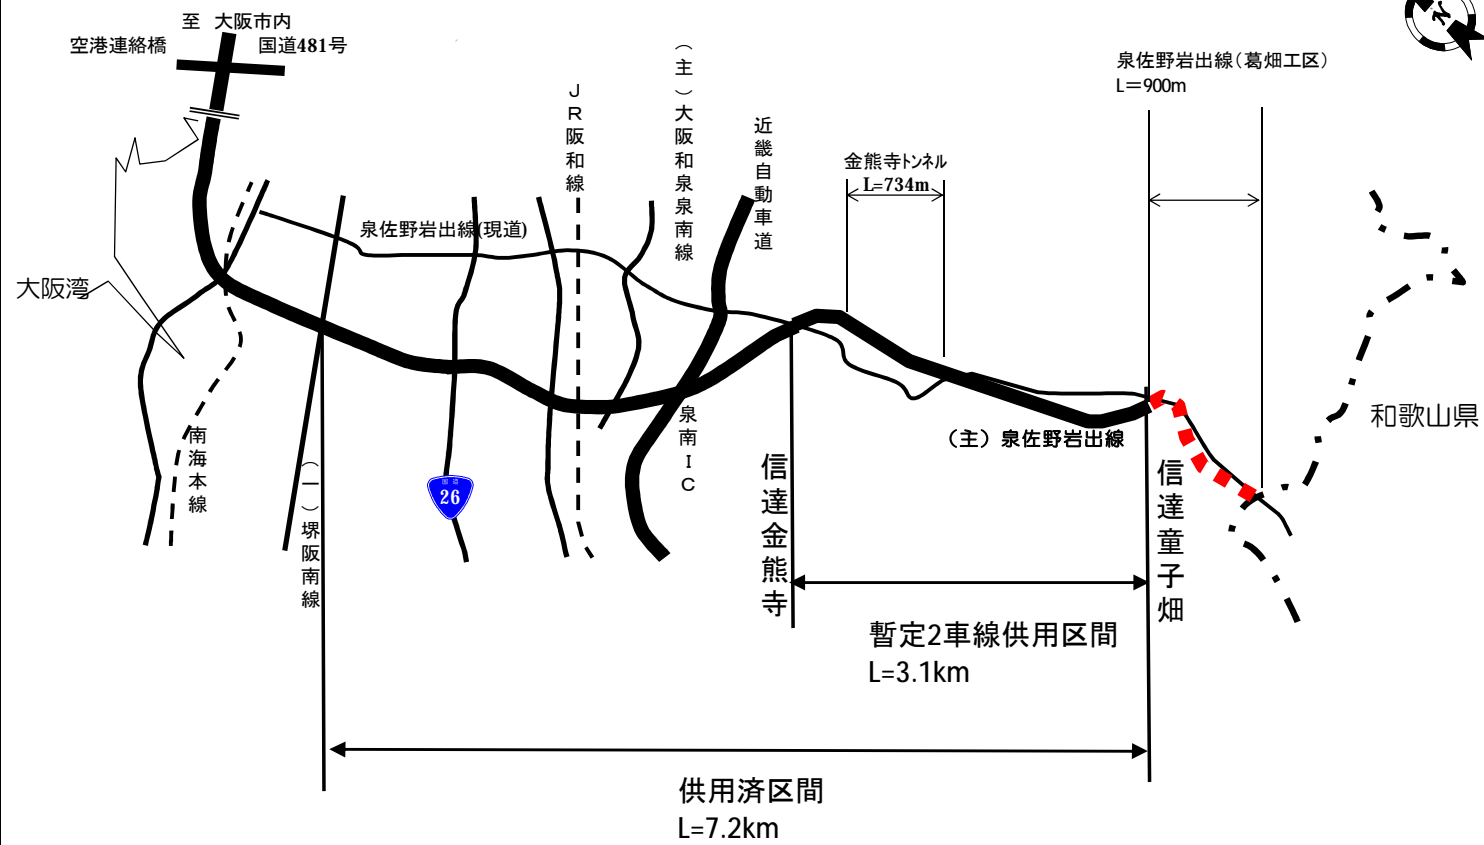 至 大阪市内
空港連絡橋
国道481号
泉佐野岩出線(葛畑工区)
L=900m
(主)大阪和泉泉南線
JR阪和線
近畿自動車道
金熊寺トンネル
L=734m
泉佐野岩出線(現道)
大阪湾
和歌山県
南海本線
(一)堺阪南線
国道
26
泉南IC
(主)泉佐野岩出線
信達金熊寺
信達童子畑
暫定2車線供用区間
L=3.1km
供用済区間
L=7.2km
N